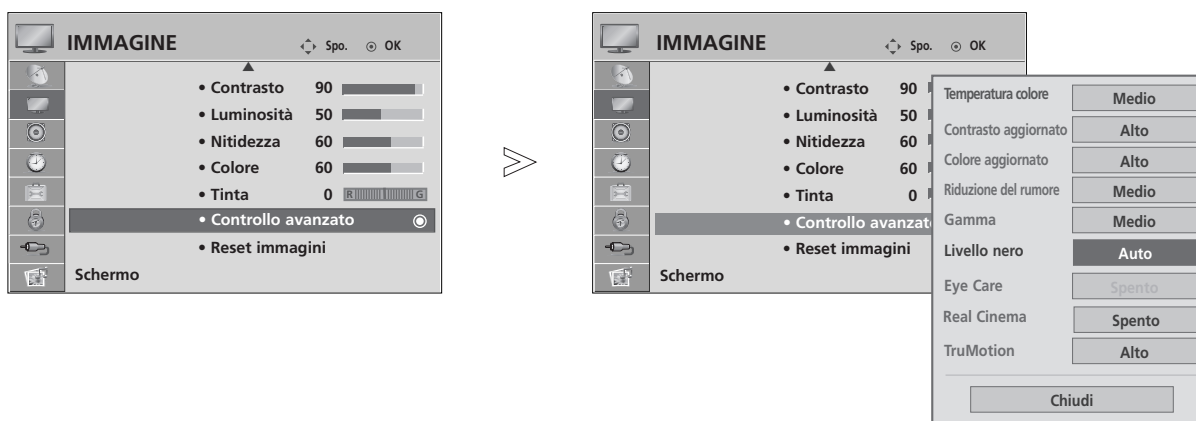 IMMAGINE Spo. OK
• Contrasto 90
• Luminosità 50
• Nitidezza 60
• Colore 60
• Tinta 0 R G
• Controllo avanzato
• Reset immagini
Schermo
IMMAGINE Spo. OK
• Contrasto 90
• Luminosità 50
• Nitidezza 60
• Colore 60
• Tinta 0
• Controllo avanzat
• Reset immagini
Schermo
Temperatura colore Medio
Contrasto aggiornato Alto
Colore aggiornato Alto
Riduzione del rumore Medio
Gamma Medio
Livello nero Auto
Eye Care Spento
Real Cinema Spento
TruMotion Alto
Chiudi